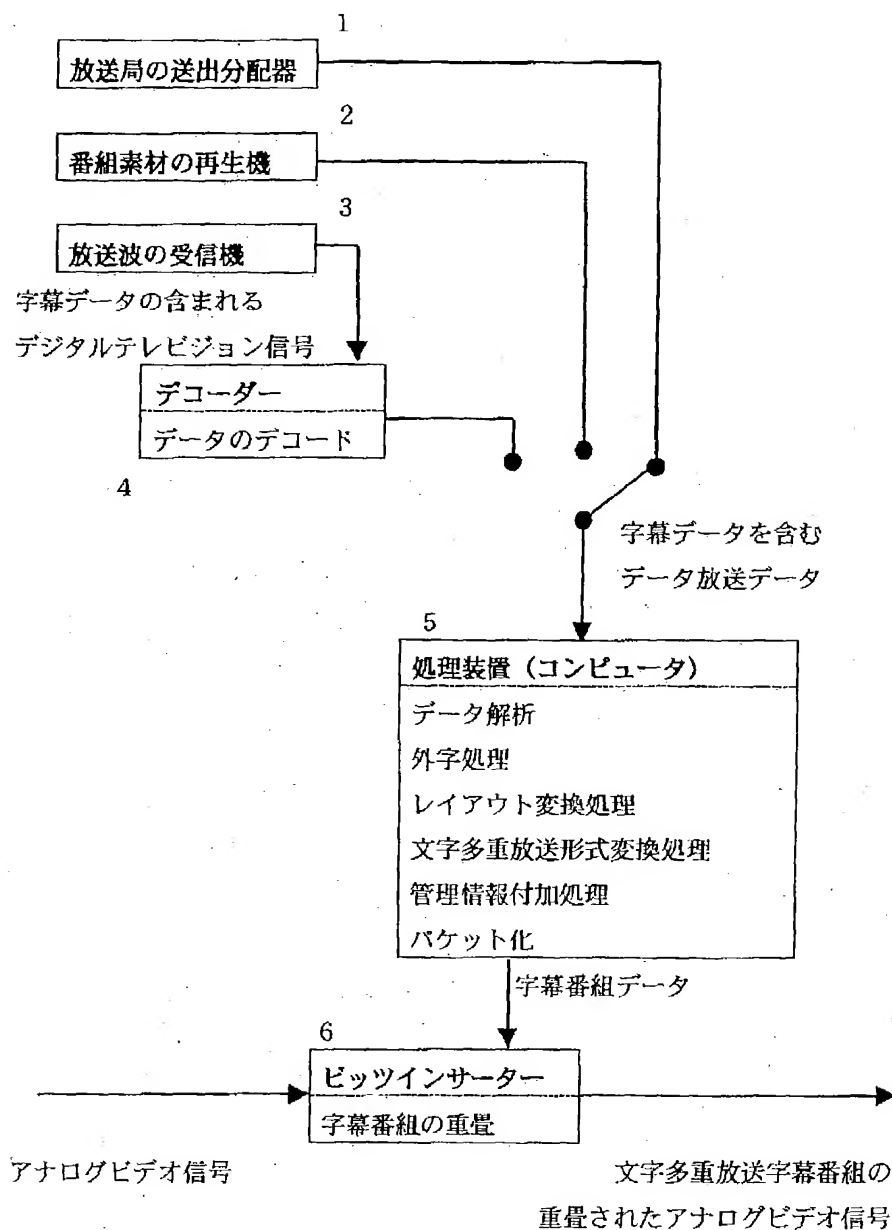 1
放送局の送出分配器
2
番組素材の再生機
3
放送波の受信機
字幕データの含まれる
デジタルテレビジョン信号
デコーダー
データのデコード
4
字幕データを含む
データ放送データ
5
処理装置（コンピュータ）
データ解析
外字処理
レイアウト変換処理
文字多重放送形式変換処理
管理情報付加処理
パケット化
字幕番組データ
6
ビッツインサーター
字幕番組の重畳
アナログビデオ信号
文字多重放送字幕番組の
重畳されたアナログビデオ信号